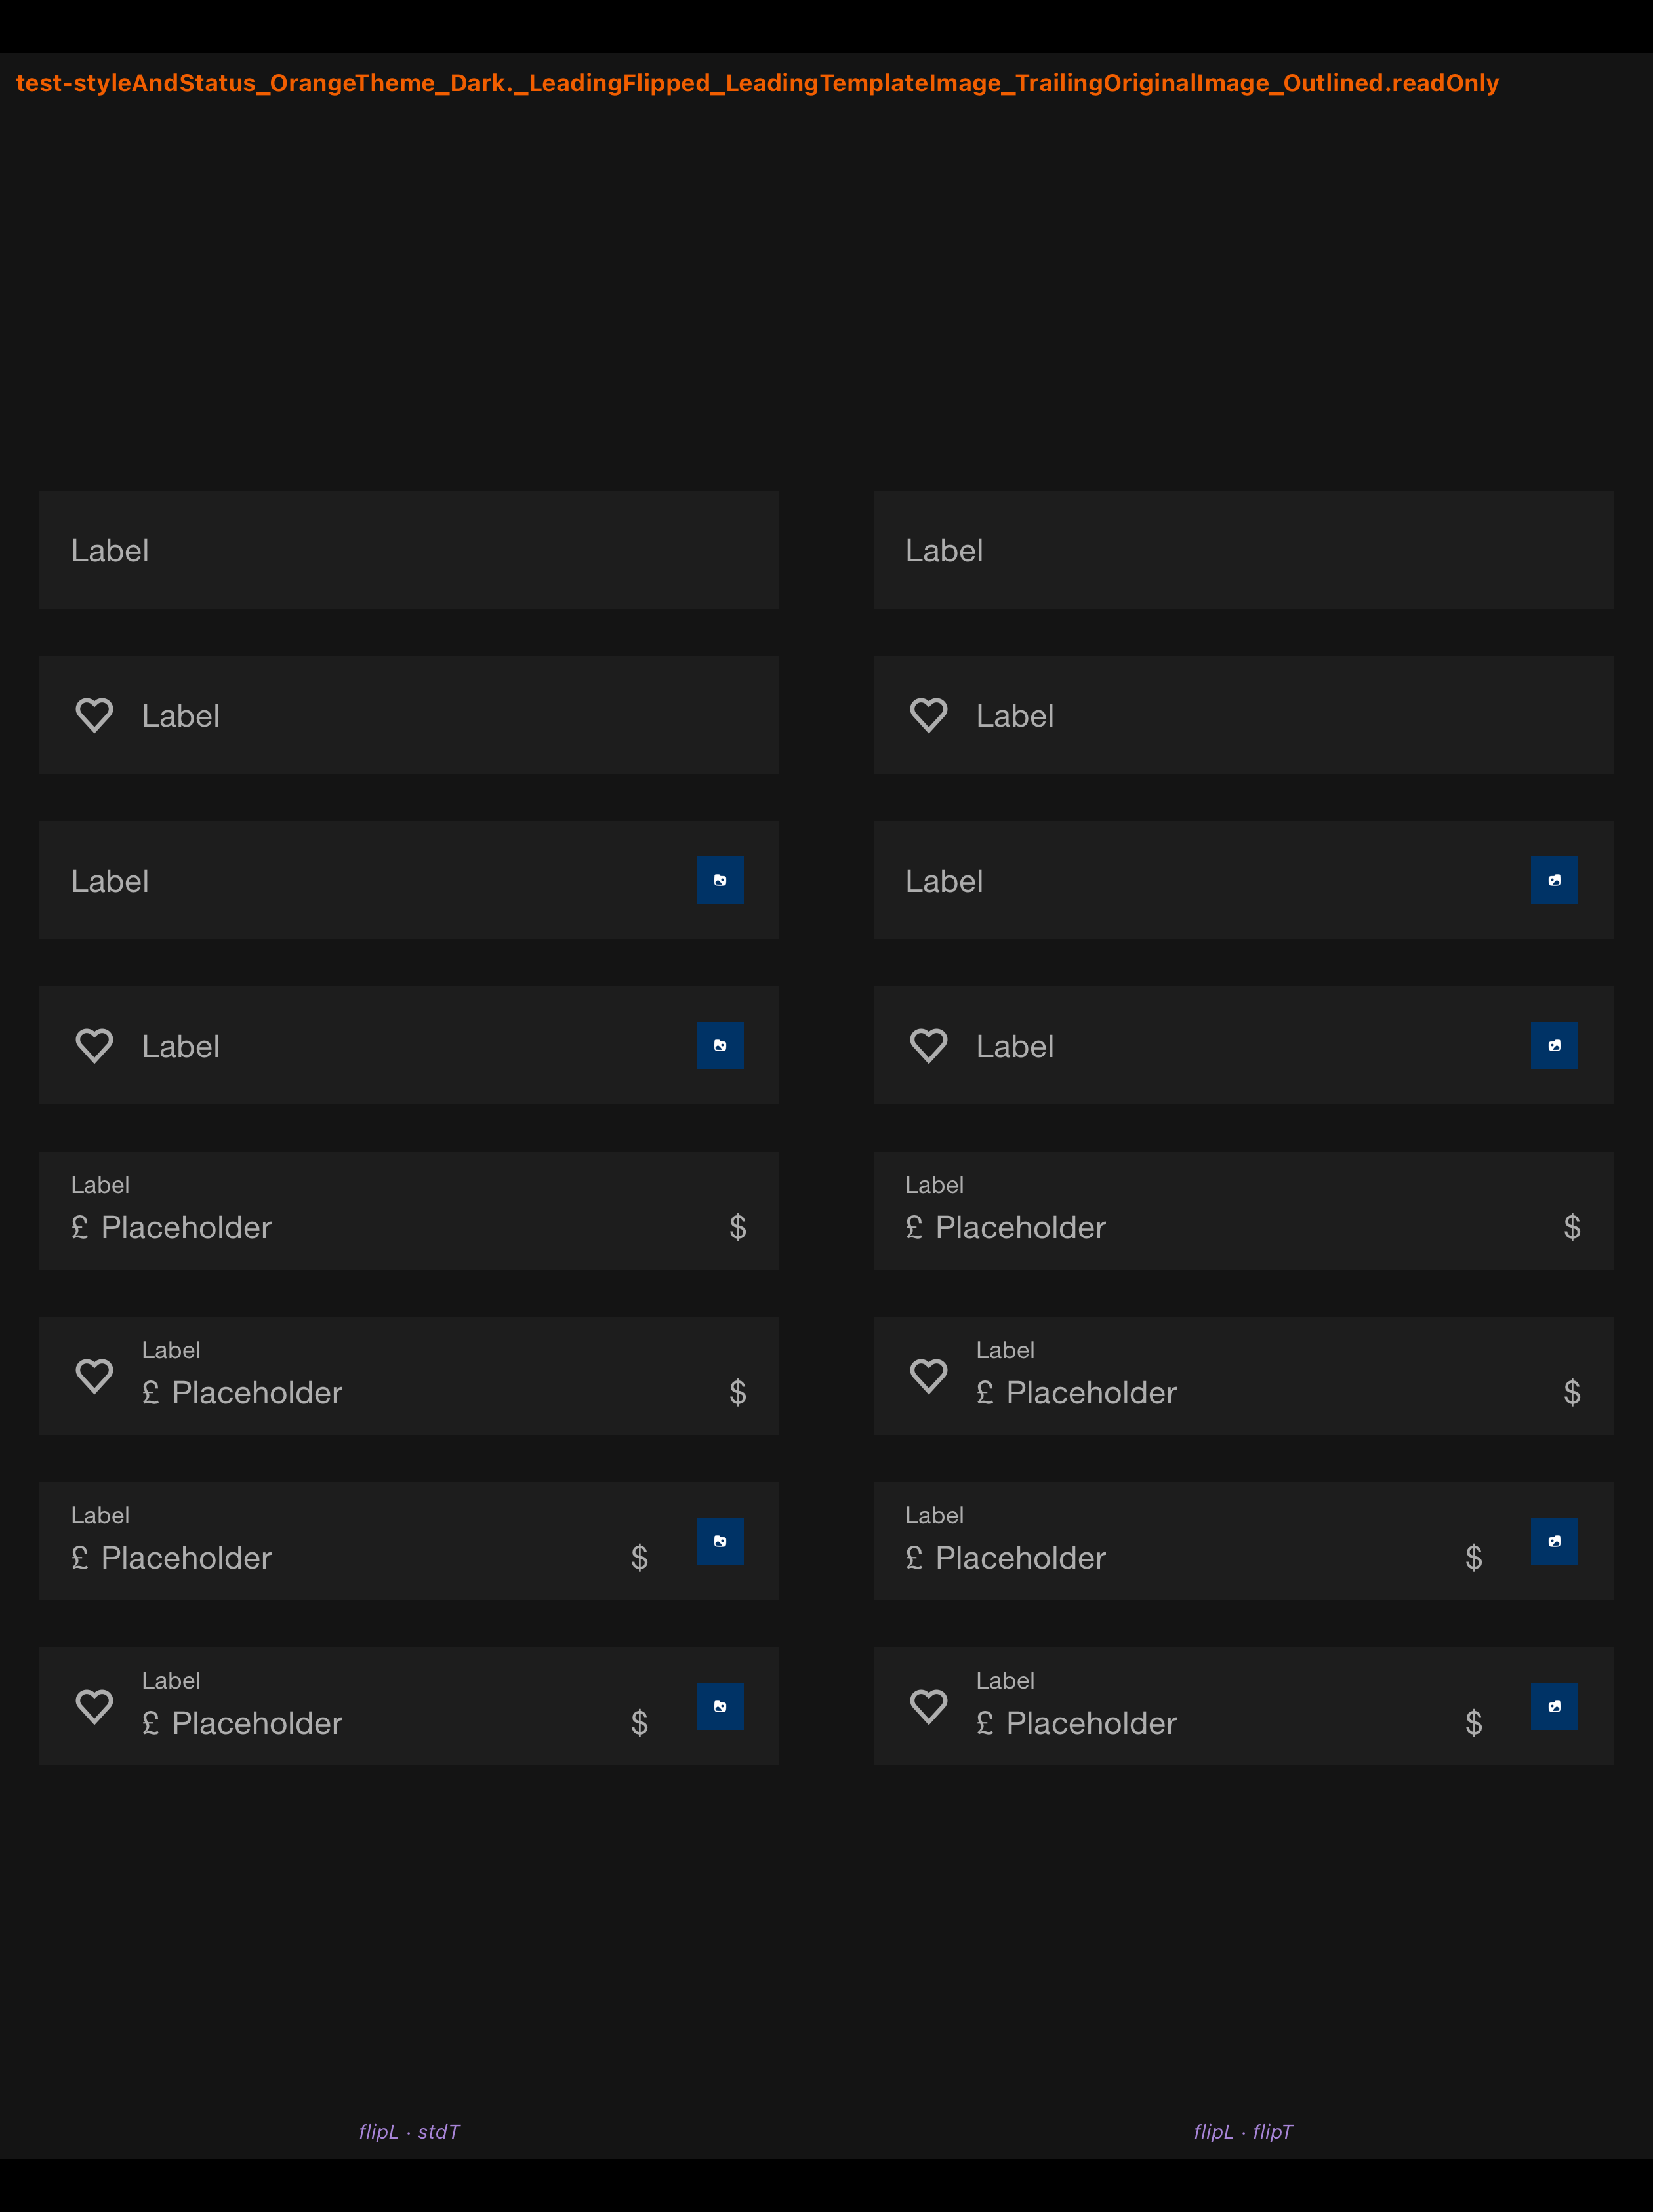 test-styleAndStatus_OrangeTheme_Dark._LeadingFlipped_LeadingTemplateImage_TrailingOriginalImage_Outlined.readOnly
Label
Label
Label
Label
Label
Label
Label
Label
Label
Label
£ Placeholder $
£ Placeholder $
Label
Label
£ Placeholder $
£ Placeholder $
Label
Label
£ Placeholder $
£ Placeholder $
Label
Label
£ Placeholder $
£ Placeholder $
flipL · stdT
flipL · flipT